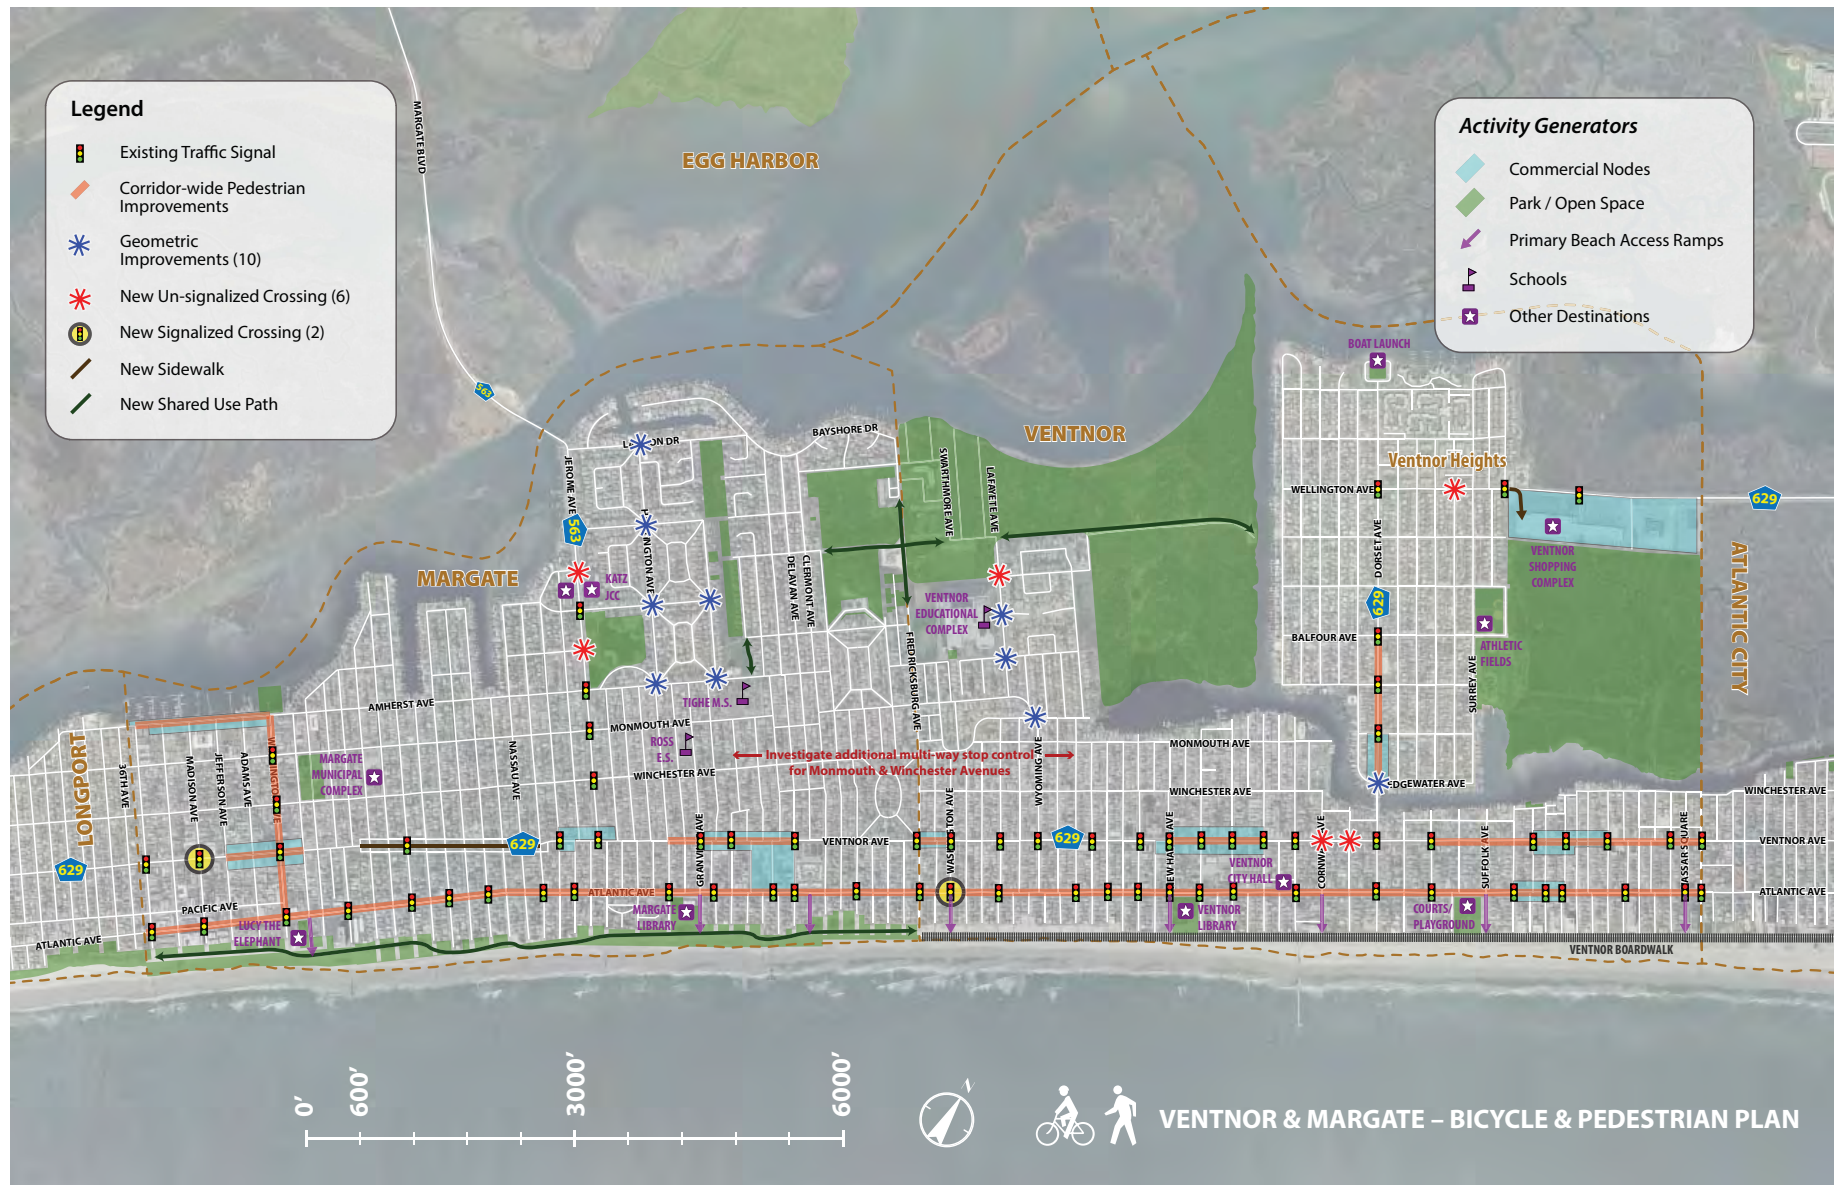 Legend
Existing Traffic Signal
Corridor-wide Pedestrian
Improvements
Geometric
Improvements (10)
New Un-signalized Crossing (6)
New Signalized Crossing (2)
New Sidewalk
New Shared Use Path
Activity Generators
Commercial Nodes
Park / Open Space
Primary Beach Access Ramps
Schools
Other Destinations
MARGATE BLVD
EGG HARBOR
563
BOAT LAUNCH
VENTNOR
BAYSHORE DR
DR
JEROME AVE
563
SWARTHMORE AVE
LAFAYETE AVE
Ventnor Heights
WELLINGTON AVE
629
DORSET AVE
VENTNOR
SHOPPING
COMPLEX
ATLANTIC CITY
MARGATE
KATZ
JCC
AVE
DELAVAN AVE
CLERMONT AVE
VENTNOR
EDUCATIONAL
COMPLEX
629
BALFOUR AVE
ATHLETIC
FIELDS
SURREY AVE
FREDRICKSBURG AVE
TIGHE M.S.
AMHERST AVE
MONMOUTH AVE
ROSS
E.S.
Investigate additional multi-way stop control
for Monmouth & Winchester Avenues
MONMOUTH AVE
LONGPORT
36TH AVE
MADISON AVE
JEFFERSON AVE
ADAMS AVE
MARGATE
MUNICIPAL
COMPLEX
NASSAU AVE
WINCHESTER AVE
WYOMING AVE
WINCHESTER AVE
EDGEWATER AVE
WINCHESTER AVE
629
629
VENTNOR AVE
629
VENTNOR AVE
AVE
AVE
AVE
SUFFOLK AVE
VENTNOR
CITY HALL
ATLANTIC AVE
ATLANTIC AVE
PACIFIC AVE
ATLANTIC AVE
LUCY THE
ELEPHANT
MARGATE
LIBRARY
VENTNOR
LIBRARY
COURTS/
PLAYGROUND
VENTNOR BOARDWALK
0'
600'
3000'
6000'
N
VENTNOR & MARGATE – BICYCLE & PEDESTRIAN PLAN